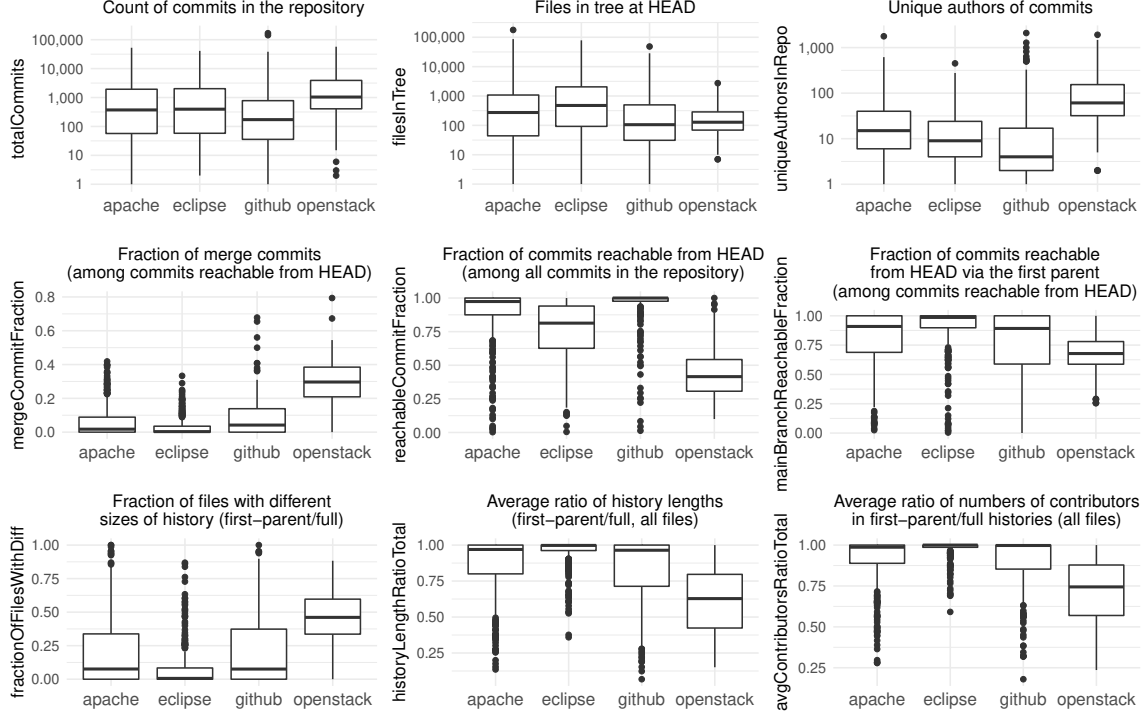 Count of commits in the repository
totalCommits
100,000
10,000
1,000
100
10
1
apache eclipse github openstack
Files in tree at HEAD
filesInTree
100,000
10,000
1,000
100
10
1
apache eclipse github openstack
Unique authors of commits
uniqueAuthorsInRepo
1,000
100
10
1
apache eclipse github openstack
Fraction of merge commits
(among commits reachable from HEAD)
mergeCommitFraction
0.8
0.6
0.4
0.2
0.0
apache eclipse github openstack
Fraction of commits reachable from HEAD
(among all commits in the repository)
reachableCommitFraction
1.00
0.75
0.50
0.25
0.00
apache eclipse github openstack
Fraction of commits reachable
from HEAD via the first parent
(among commits reachable from HEAD)
mainBranchReachableFraction
1.00
0.75
0.50
0.25
0.00
apache eclipse github openstack
Fraction of files with different
sizes of history (first−parent/full)
fractionOfFilesWithDiff
1.00
0.75
0.50
0.25
0.00
apache eclipse github openstack
Average ratio of history lengths
(first−parent/full, all files)
historyLengthRatioTotal
1.00
0.75
0.50
0.25
apache eclipse github openstack
Average ratio of numbers of contributors
in first−parent/full histories (all files)
avgContributorsRatioTotal
1.00
0.75
0.50
0.25
apache eclipse github openstack